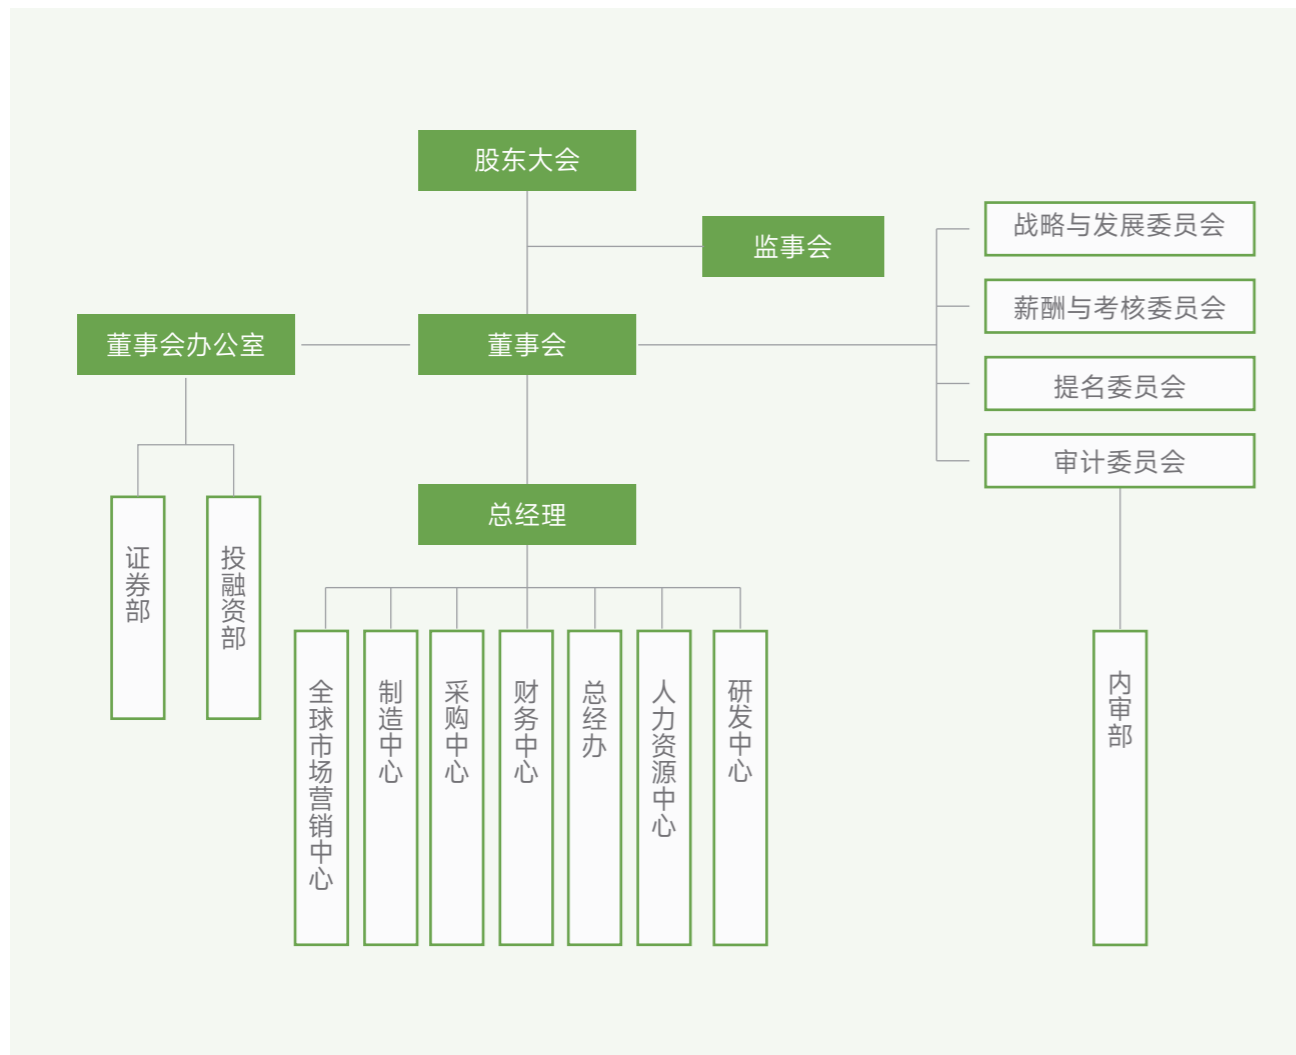 股东大会
监事会
战略与发展委员会
薪酬与考核委员会
董事会办公室
董事会
提名委员会
审计委员会
总经理
证券部
投融资部
全球市场营销中心
制造中心
采购中心
财务中心
总经办
人力资源中心
研发中心
内审部